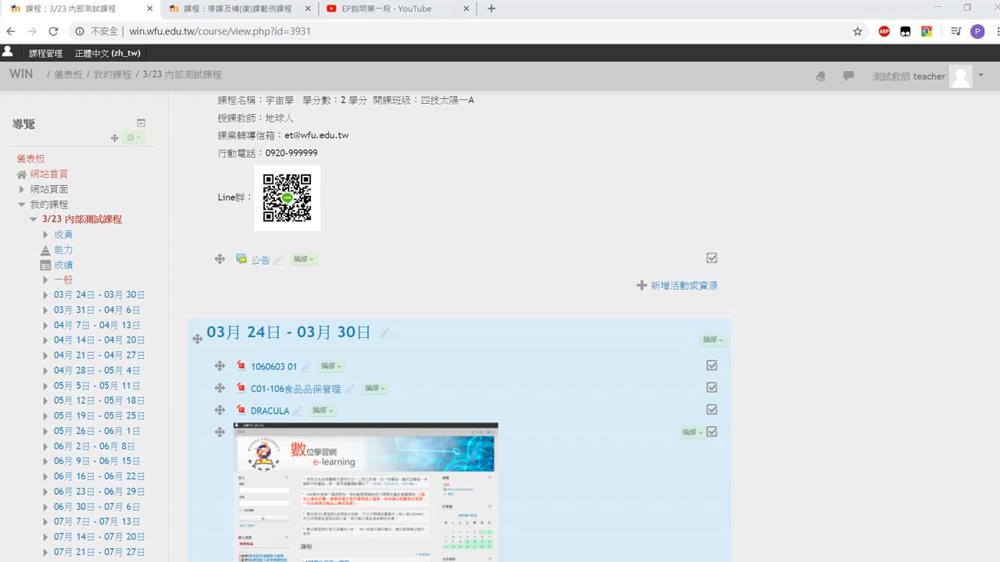 課程：3/23 內部測試課程
課程：停課及補(復)課範例課程
EP說明第一段 - YouTube
不安全
win.wfu.edu.tw/course/view.php?id=3931
ABP
P
課程管理
正體中文 (zh_tw)
WIN
/ 儀表板 / 我的課程 / 3/23 內部測試課程
測試教師 teacher
導覽
儀表板
網站首頁
網站頁面
我的課程
3/23 內部測試課程
成員
能力
成績
一般
03月 24日 - 03月 30日
03月 31日 - 04月 6日
04月 7日 - 04月 13日
04月 14日 - 04月 20日
04月 21日 - 04月 27日
04月 28日 - 05月 4日
05月 5日 - 05月 11日
05月 12日 - 05月 18日
05月 19日 - 05月 25日
05月 26日 - 06月 1日
06月 2日 - 06月 8日
06月 9日 - 06月 15日
06月 16日 - 06月 22日
06月 23日 - 06月 29日
06月 30日 - 07月 6日
07月 7日 - 07月 13日
07月 14日 - 07月 20日
07月 21日 - 07月 27日
課程名稱：宇宙學 學分數：2 學分 開課班級：四技太陽一A
授課教師：地球人
課業輔導信箱：et@wfu.edu.tw
行動電話：0920-999999
Line群：
LINE
公告
編修
新增活動或資源
03月 24日 - 03月 30日
編修
1060603 01
編修
C01-106食品品保管理
編修
DRACULA
編修
編修
數位學習網
e-learning
課程